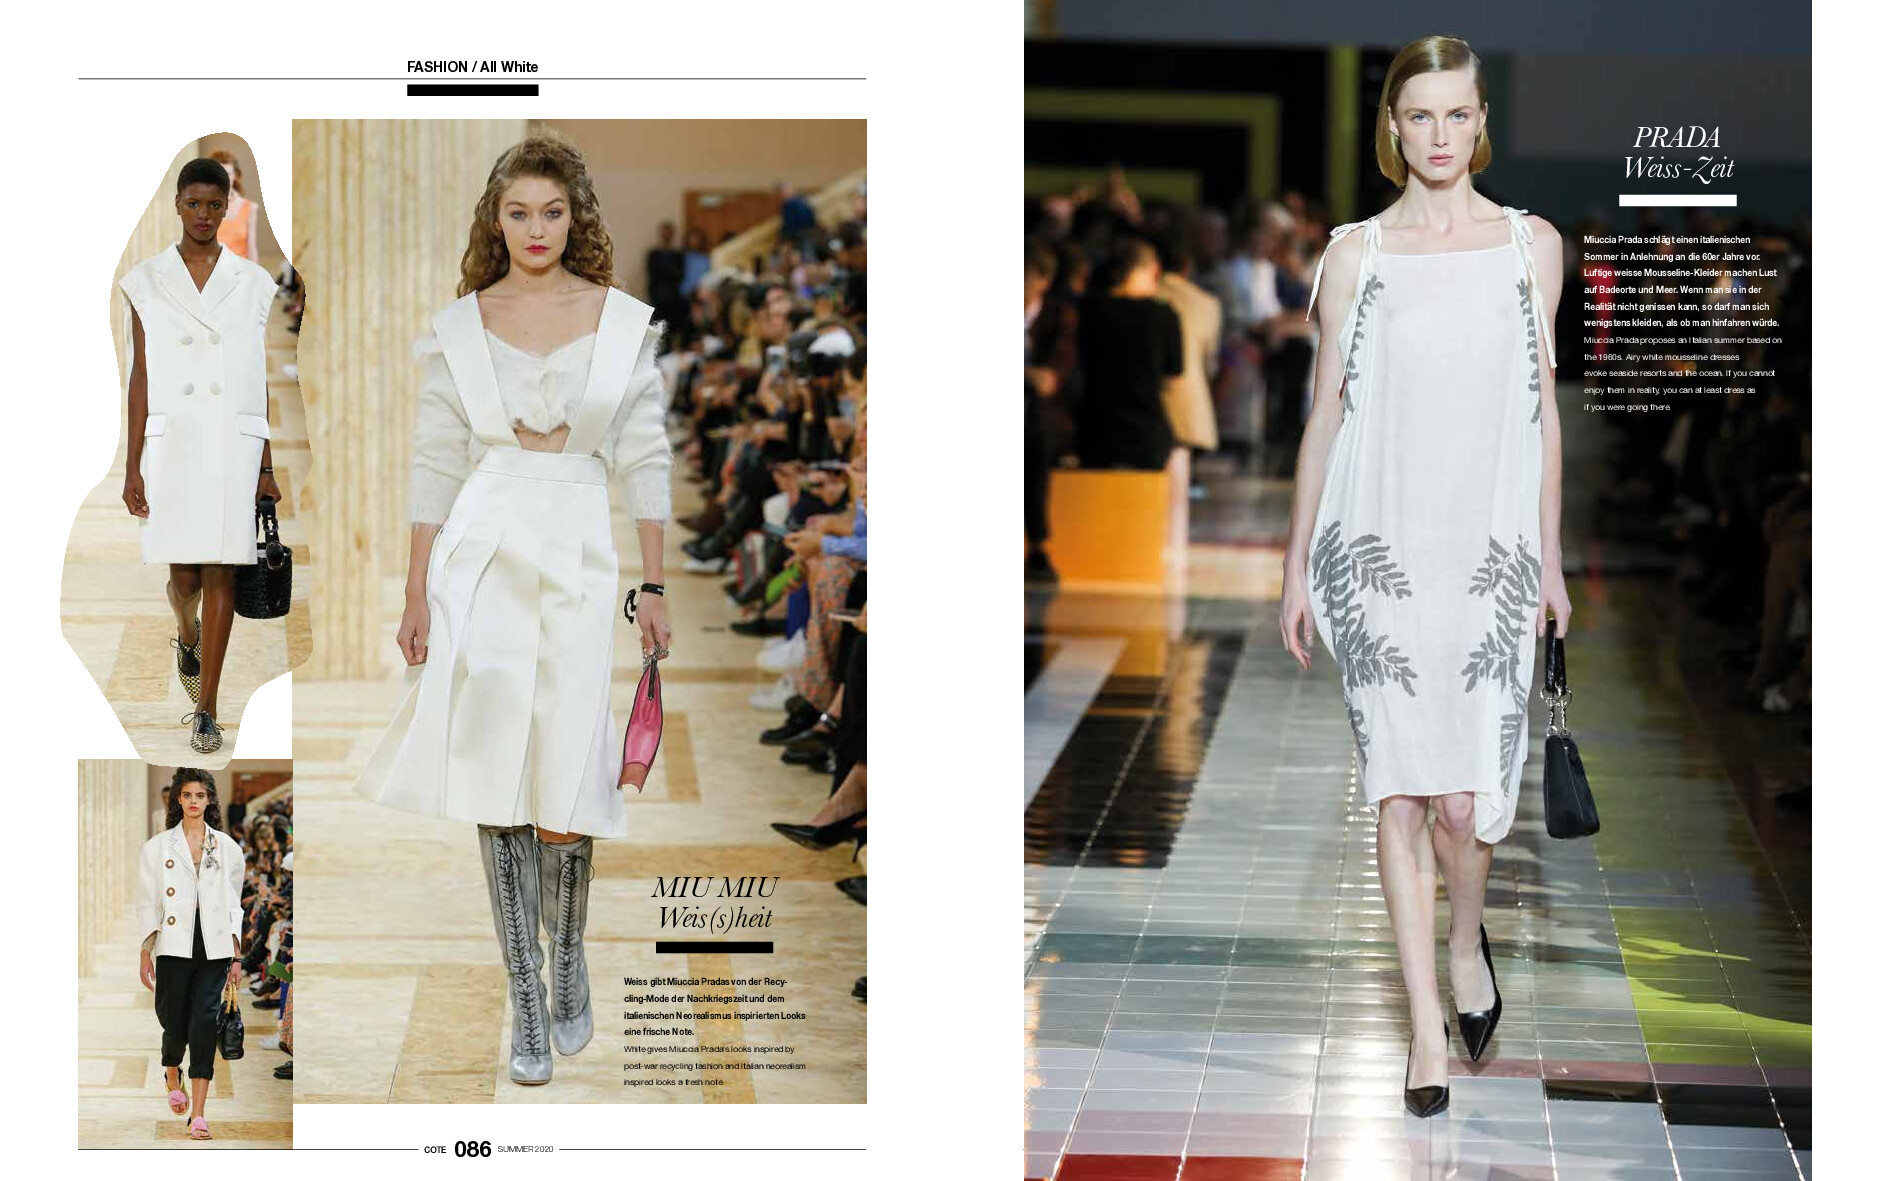 FASHION / All White
MIU MIU
Weis(s)heit
Weiss gibt Miuccia Pradas von der Recy-
cling-Mode der Nachkriegszeit und dem
italienischen Neorealismus inspirierten Looks
eine frische Note.
White gives Miuccia Prada's looks inspired by
post-war recycling fashion and Italian neorealism
inspired looks a fresh note.
COTE 086 SUMMER 2020
PRADA
Weiss-Zeit
Miuccia Prada schlägt einen italienischen
Sommer in Anlehnung an die 60er Jahre vor.
Luftige weisse Mousseline-Kleider machen Lust
auf Badeorte und Meer. Wenn man sie in der
Realität nicht genissen kann, so darf man sich
wenigstens kleiden, als ob man hinfahren würde.
Miuccia Prada proposes an Italian summer based on
the 1960s. Airy white mousseline dresses
evoke seaside resorts and the ocean. If you cannot
enjoy them in reality, you can at least dress as
if you were going there.